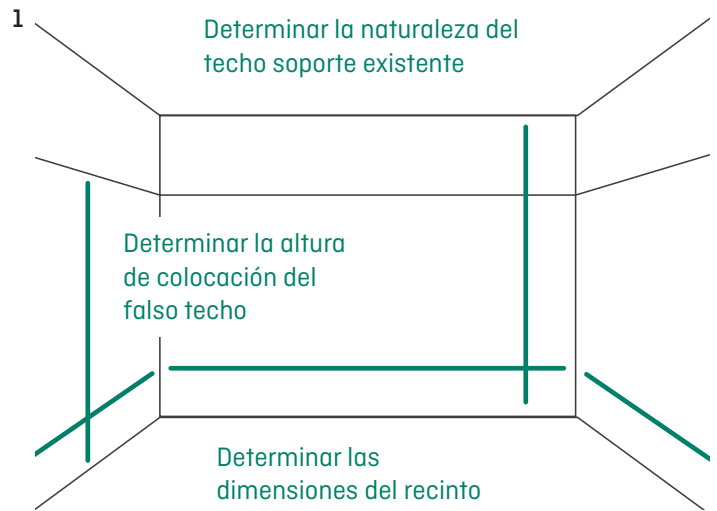 1
Determinar la naturaleza del
techo soporte existente
Determinar la altura
de colocación del
falso techo
Determinar las
dimensiones del recinto